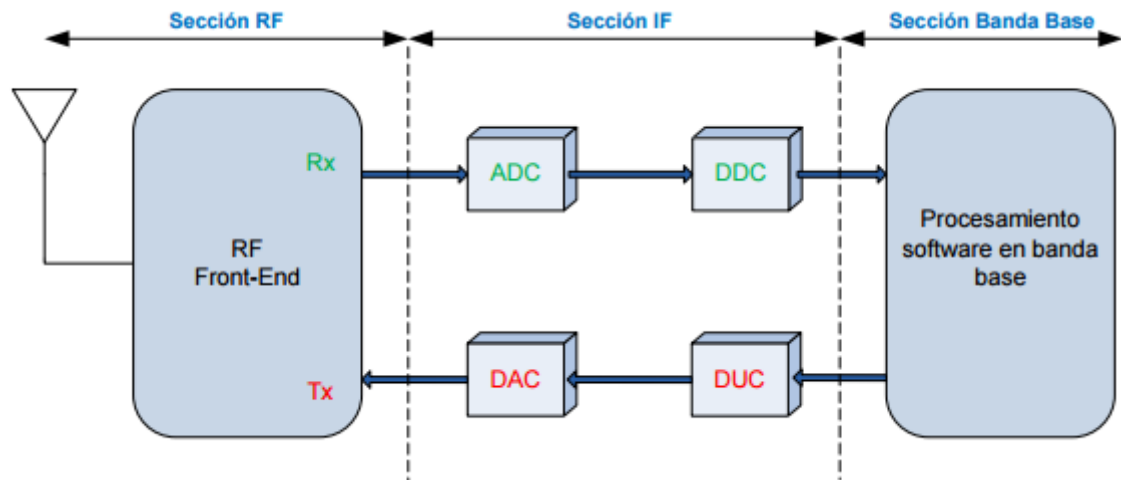 Sección RF
Sección IF
Sección Banda Base
Rx
ADC
DDC
RF
Front-End
Procesamiento
software en banda
base
Tx
DAC
DUC